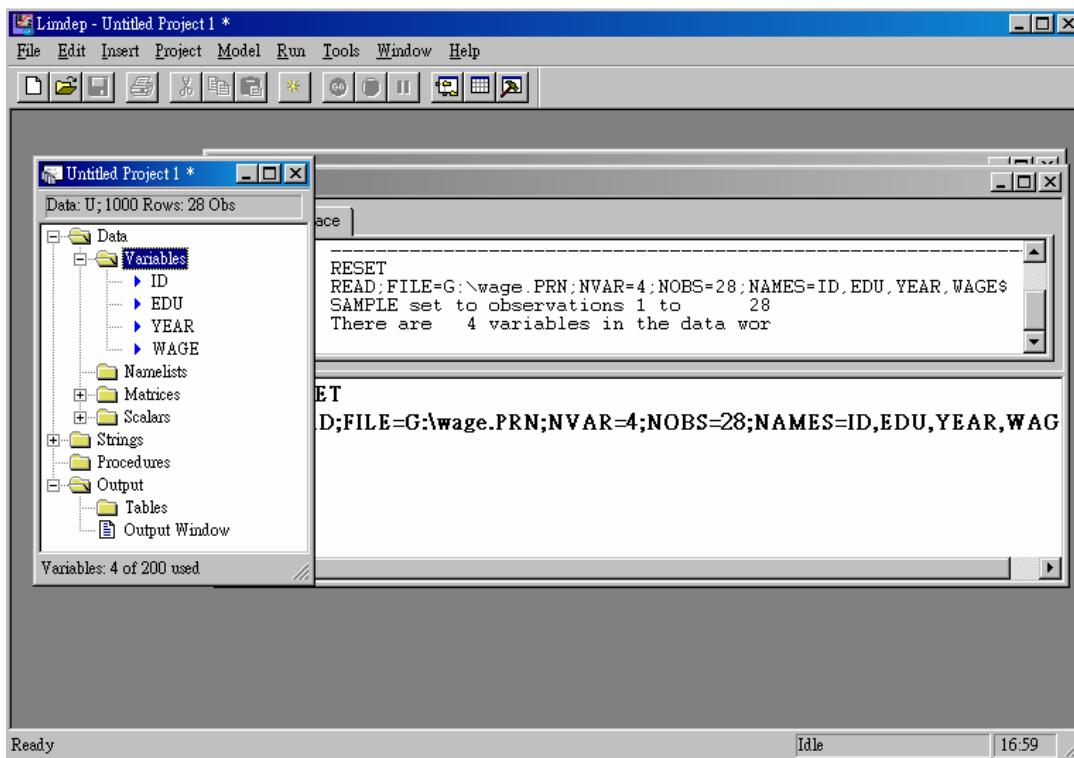 Limdep - Untitled Project 1 *
File Edit Insert Project Model Run Tools Window Help
GO
Untitled Project 1 *
Data: U; 1000 Rows: 28 Obs
Data
Variables
ID
EDU
YEAR
WAGE
Namelists
Matrices
Scalars
Strings
Procedures
Output
Tables
Output Window
Variables: 4 of 200 used
ace
RESET
READ;FILE=G:\wage.PRN;NVAR=4;NOBS=28;NAMES=ID,EDU,YEAR,WAGE$
SAMPLE set to observations 1 to 28
There are 4 variables in the data wor
ET
D;FILE=G:\wage.PRN;NVAR=4;NOBS=28;NAMES=ID,EDU,YEAR,WAG
Ready
Idle
16:59